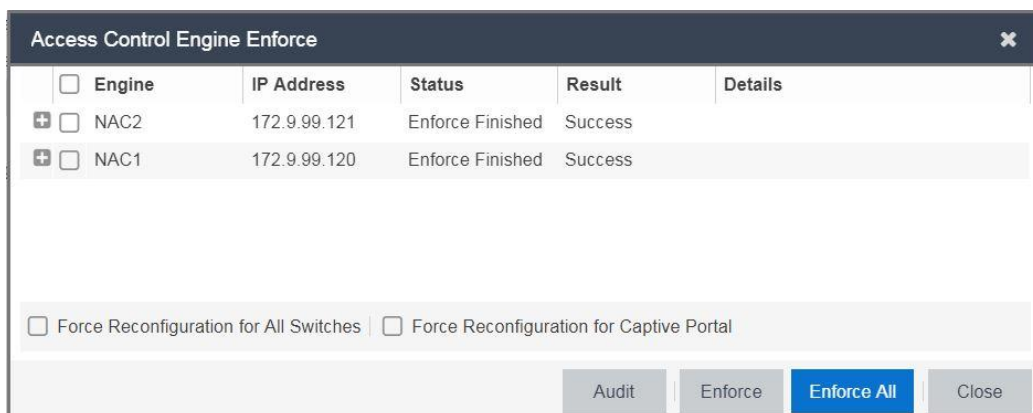 Access Control Engine Enforce
Engine IP Address Status Result Details
NAC2 172.9.99.121 Enforce Finished Success
NAC1 172.9.99.120 Enforce Finished Success
Force Reconfiguration for All Switches Force Reconfiguration for Captive Portal
Audit Enforce Enforce All Close